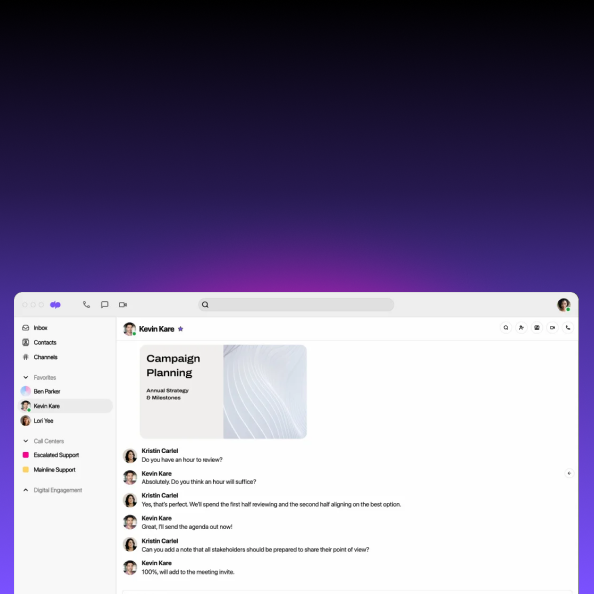 Inbox
Contacts
Channels
Favorites
Ben Parker
Kevin Kare
Lori Yee
Call Centers
Escalated Support
Mainline Support
Digital Engagement
Kevin Kare
Campaign
Planning
Annual Strategy
& Milestones
Kristin Carlel
Do you have an hour to review?
Kevin Kare
Absolutely. Do you think an hour will suffice?
Kristin Carlel
Yes, that's perfect. We'll spend the first half reviewing and the second half aligning on the best option.
Kevin Kare
Great, I'll send the agenda out now!
Kristin Carlel
Can you add a note that all stakeholders should be prepared to share their point of view?
Kevin Kare
100%, will add to the meeting invite.